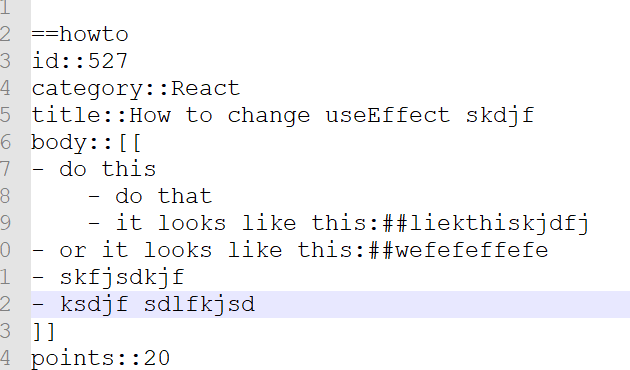 1
2 ==howto
3 id::527
4 category::React
5 title::How to change useEffect skdjf
6 body::[[
7 - do this
8     - do that
9     - it looks like this:##liekthiskjdfj
0 - or it looks like this:##wefefeffefe
1 - skfjsdkjf
2 - ksdjf sdlfkjsd
3 ]]
4 points::20